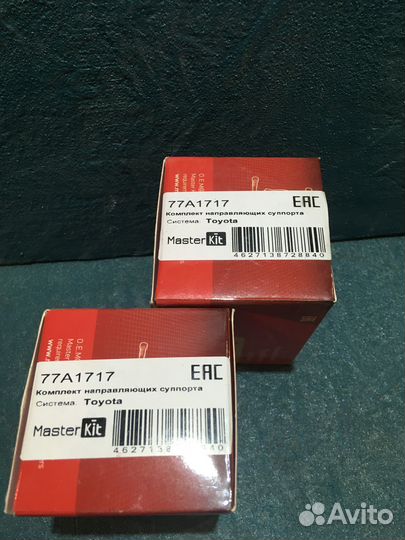 77A1717
EAC
Комплект направляющих суппорта
Система: Toyota
Master Kit
4627138728840
77A1717
EAC
Комплект направляющих суппорта
Система: Toyota
Master Kit
Avito